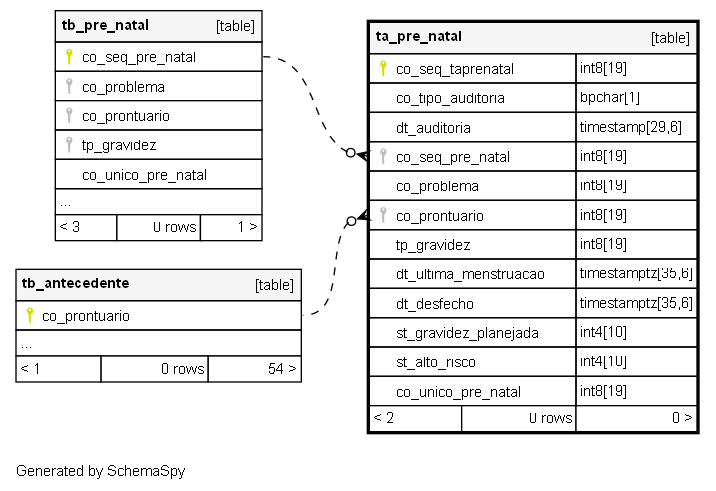 tb_pre_natal [table]
co_seq_pre_natal
co_problema
co_prontuario
tp_gravidez
co_unico_pre_natal
...
< 3 0 rows 1 >
tb_antecedente [table]
co_prontuario
...
< 1 0 rows 54 >
ta_pre_natal [table]
co_seq_taprenatal int8[19]
co_tipo_auditoria bpchar[1]
dt_auditoria timestamp[29,6]
co_seq_pre_natal int8[19]
co_problema int8[19]
co_prontuario int8[19]
tp_gravidez int8[19]
dt_ultima_menstruacao timestamptz[35,6]
dt_desfecho timestamptz[35,6]
st_gravidez_planejada int4[10]
st_alto_risco int4[10]
co_unico_pre_natal int8[19]
< 2 0 rows 0 >
Generated by SchemaSpy